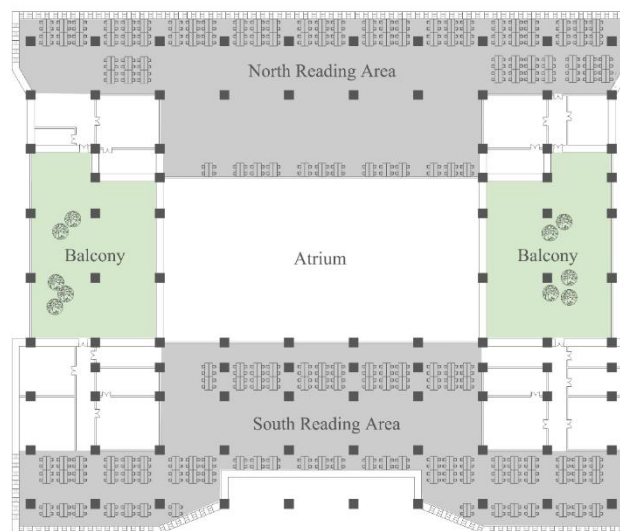 North Reading Area
Balcony
Atrium
Balcony
South Reading Area